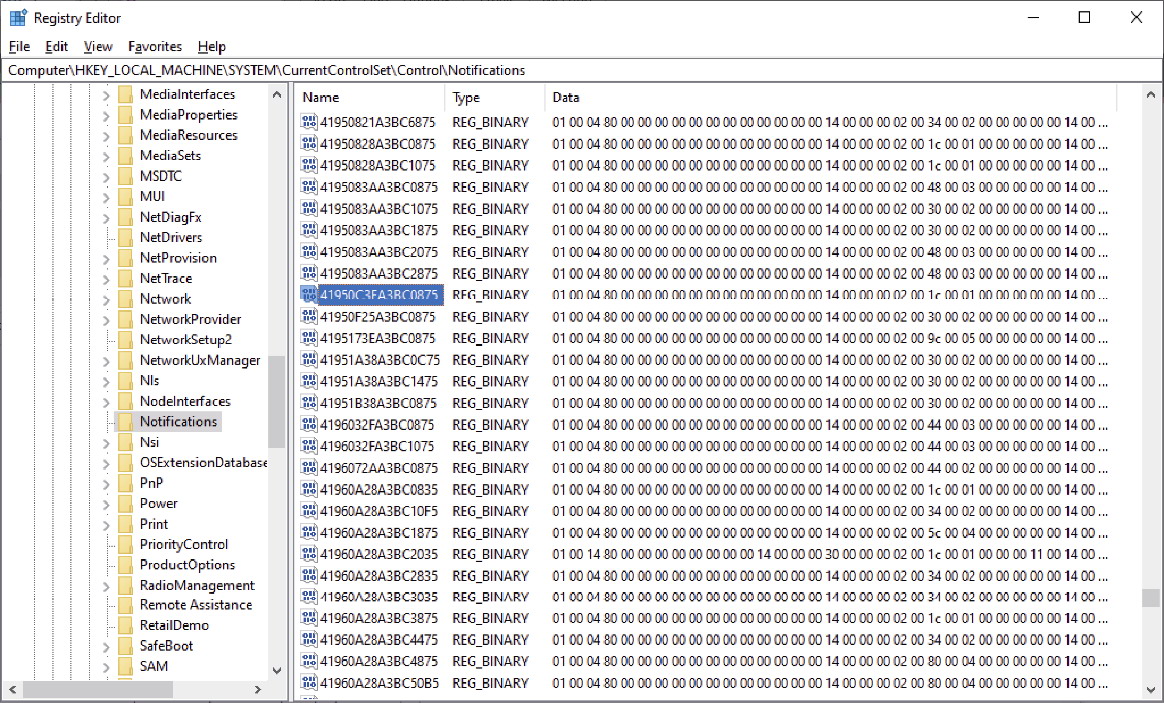 Registry Editor
File Edit View Favorites Help
Computer\HKEY_LOCAL_MACHINE\SYSTEM\CurrentControlSet\Control\Notifications
MediaInterfaces
MediaProperties
MediaResources
MediaSets
MSDTC
MUI
NetDiagFx
NetDrivers
NetProvision
NetTrace
Network
NetworkProvider
NetworkSetup2
NetworkUxManager
Nls
NodeInterfaces
Notifications
Nsi
OSExtensionDatabase
PnP
Power
Print
PriorityControl
ProductOptions
RadioManagement
Remote Assistance
RetailDemo
SafeBoot
SAM
Name Type Data
41950821A3BC6875 REG_BINARY 01 00 04 80 00 00 00 00 00 00 00 00 00 00 00 00 14 00 00 00 02 00 34 00 02 00 00 00 00 00 14 00 ...
41950828A3BC0875 REG_BINARY 01 00 04 80 00 00 00 00 00 00 00 00 00 00 00 00 14 00 00 00 02 00 1c 00 01 00 00 00 00 00 14 00 ...
41950828A3BC1075 REG_BINARY 01 00 04 80 00 00 00 00 00 00 00 00 00 00 00 00 14 00 00 00 02 00 1c 00 01 00 00 00 00 00 14 00 ...
4195083AA3BC0875 REG_BINARY 01 00 04 80 00 00 00 00 00 00 00 00 00 00 00 00 14 00 00 00 02 00 48 00 03 00 00 00 00 00 14 00 ...
4195083AA3BC1075 REG_BINARY 01 00 04 80 00 00 00 00 00 00 00 00 00 00 00 00 14 00 00 00 02 00 30 00 02 00 00 00 00 00 14 00 ...
4195083AA3BC1875 REG_BINARY 01 00 04 80 00 00 00 00 00 00 00 00 00 00 00 00 14 00 00 00 02 00 30 00 02 00 00 00 00 00 14 00 ...
4195083AA3BC2075 REG_BINARY 01 00 04 80 00 00 00 00 00 00 00 00 00 00 00 00 14 00 00 00 02 00 48 00 03 00 00 00 00 00 14 00 ...
4195083AA3BC2875 REG_BINARY 01 00 04 80 00 00 00 00 00 00 00 00 00 00 00 00 14 00 00 00 02 00 48 00 03 00 00 00 00 00 14 00 ...
41950C3EA3BC0875 REG_BINARY 01 00 04 80 00 00 00 00 00 00 00 00 00 00 00 00 14 00 00 00 02 00 1c 00 01 00 00 00 00 00 14 00 ...
41950F25A3BC0875 REG_BINARY 01 00 04 80 00 00 00 00 00 00 00 00 00 00 00 00 14 00 00 00 02 00 30 00 02 00 00 00 00 00 14 00 ...
4195173EA3BC0875 REG_BINARY 01 00 04 80 00 00 00 00 00 00 00 00 00 00 00 00 14 00 00 00 02 00 9c 00 05 00 00 00 00 00 14 00 ...
41951A38A3BC0C75 REG_BINARY 01 00 04 80 00 00 00 00 00 00 00 00 00 00 00 00 14 00 00 00 02 00 30 00 02 00 00 00 00 00 14 00 ...
41951A38A3BC1475 REG_BINARY 01 00 04 80 00 00 00 00 00 00 00 00 00 00 00 00 14 00 00 00 02 00 30 00 02 00 00 00 00 00 14 00 ...
41951B38A3BC0875 REG_BINARY 01 00 04 80 00 00 00 00 00 00 00 00 00 00 00 00 14 00 00 00 02 00 30 00 02 00 00 00 00 00 14 00 ...
4196032FA3BC0875 REG_BINARY 01 00 04 80 00 00 00 00 00 00 00 00 00 00 00 00 14 00 00 00 02 00 44 00 03 00 00 00 00 00 14 00 ...
4196032FA3BC1075 REG_BINARY 01 00 04 80 00 00 00 00 00 00 00 00 00 00 00 00 14 00 00 00 02 00 44 00 03 00 00 00 00 00 14 00 ...
4196072AA3BC0875 REG_BINARY 01 00 04 80 00 00 00 00 00 00 00 00 00 00 00 00 14 00 00 00 02 00 44 00 02 00 00 00 00 00 14 00 ...
41960A28A3BC0835 REG_BINARY 01 00 04 80 00 00 00 00 00 00 00 00 00 00 00 00 14 00 00 00 02 00 1c 00 01 00 00 00 00 00 14 00 ...
41960A28A3BC10F5 REG_BINARY 01 00 04 80 00 00 00 00 00 00 00 00 00 00 00 00 14 00 00 00 02 00 34 00 02 00 00 00 00 00 14 00 ...
41960A28A3BC1875 REG_BINARY 01 00 04 80 00 00 00 00 00 00 00 00 00 00 00 00 14 00 00 00 02 00 5c 00 04 00 00 00 00 00 14 00 ...
41960A28A3BC2035 REG_BINARY 01 00 14 80 00 00 00 00 00 00 00 00 14 00 00 00 30 00 00 00 02 00 1c 00 01 00 00 00 11 00 14 00 ...
41960A28A3BC2835 REG_BINARY 01 00 04 80 00 00 00 00 00 00 00 00 00 00 00 00 14 00 00 00 02 00 34 00 02 00 00 00 00 00 14 00 ...
41960A28A3BC3035 REG_BINARY 01 00 04 80 00 00 00 00 00 00 00 00 00 00 00 00 14 00 00 00 02 00 34 00 02 00 00 00 00 00 14 00 ...
41960A28A3BC3875 REG_BINARY 01 00 04 80 00 00 00 00 00 00 00 00 00 00 00 00 14 00 00 00 02 00 1c 00 01 00 00 00 00 00 14 00 ...
41960A28A3BC4475 REG_BINARY 01 00 04 80 00 00 00 00 00 00 00 00 00 00 00 00 14 00 00 00 02 00 34 00 02 00 00 00 00 00 14 00 ...
41960A28A3BC4875 REG_BINARY 01 00 04 80 00 00 00 00 00 00 00 00 00 00 00 00 14 00 00 00 02 00 80 00 04 00 00 00 00 00 14 00 ...
41960A28A3BC50B5 REG_BINARY 01 00 04 80 00 00 00 00 00 00 00 00 00 00 00 00 14 00 00 00 02 00 80 00 04 00 00 00 00 00 14 00 ...